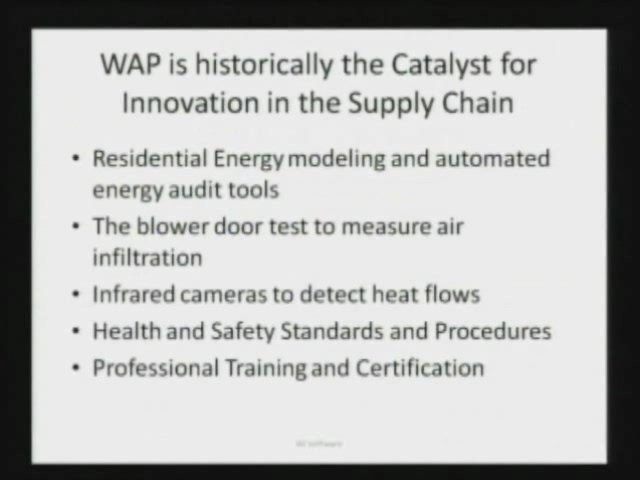 WAP is historically the Catalyst for
Innovation in the Supply Chain
• Residential Energy modeling and automated
energy audit tools
• The blower door test to measure air
infiltration
• Infrared cameras to detect heat flows
• Health and Safety Standards and Procedures
• Professional Training and Certification